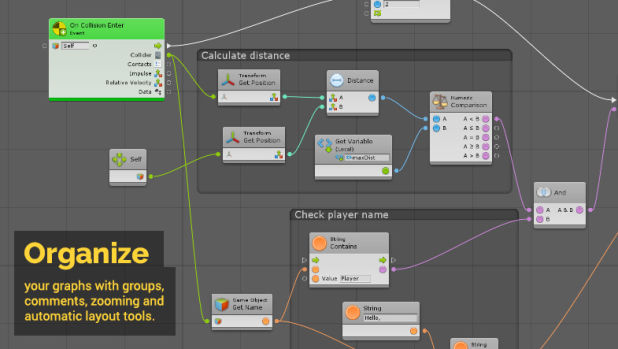 On Collision Enter
Event
Self
Collider
Contacts
Impulse
Relative Velocity
Data
2
Calculate distance
Transform
Get Position
Distance
A
B
Numeric
Comparison
A
B
A < B
A ≤ B
A = B
A ≥ B
A > B
Transform
Get Position
Self
Get Variable
(Local)
maxDist
And
A
B
A & B
Check player name
String
Contains
Value
Player
Organize
your graphs with groups,
comments, zooming and
automatic layout tools.
Game Object
Get Name
String
Hello,
String